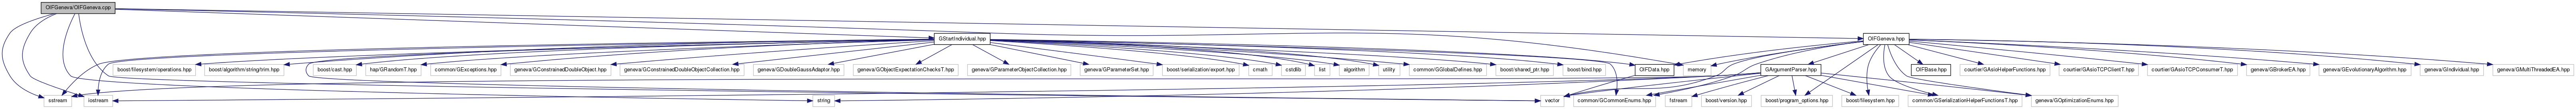 OIFGeneva/OIFGeneva.cpp
GStartIndividual.hpp
OIFGeneva.hpp
boost/filesystem/operations.hpp
boost/algorithm/string/trim.hpp
boost/cast.hpp
hap/GRandomT.hpp
common/GExceptions.hpp
geneva/GConstrainedDoubleObject.hpp
geneva/GConstrainedDoubleObjectCollection.hpp
geneva/GDoubleGaussAdaptor.hpp
geneva/GObjectExpectationChecksT.hpp
geneva/GParameterObjectCollection.hpp
geneva/GParameterSet.hpp
boost/serialization/export.hpp
cmath
cstdlib
list
algorithm
utility
common/GGlobalDefines.hpp
boost/shared_ptr.hpp
boost/bind.hpp
OIFData.hpp
memory
GArgumentParser.hpp
OIFBase.hpp
courtier/GAsioHelperFunctions.hpp
courtier/GAsioTCPClientT.hpp
courtier/GAsioTCPConsumerT.hpp
geneva/GBrokerEA.hpp
geneva/GEvolutionaryAlgorithm.hpp
geneva/GIndividual.hpp
geneva/GMultiThreadedEA.hpp
sstream
iostream
string
vector
common/GCommonEnums.hpp
fstream
boost/version.hpp
boost/program_options.hpp
boost/filesystem.hpp
common/GSerializationHelperFunctionsT.hpp
geneva/GOptimizationEnums.hpp